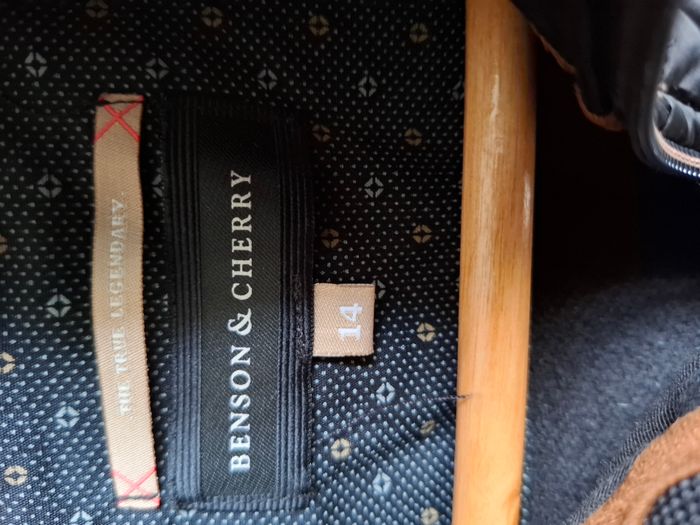 THE TRUE LEGENDARY
BENSON & CHERRY
14